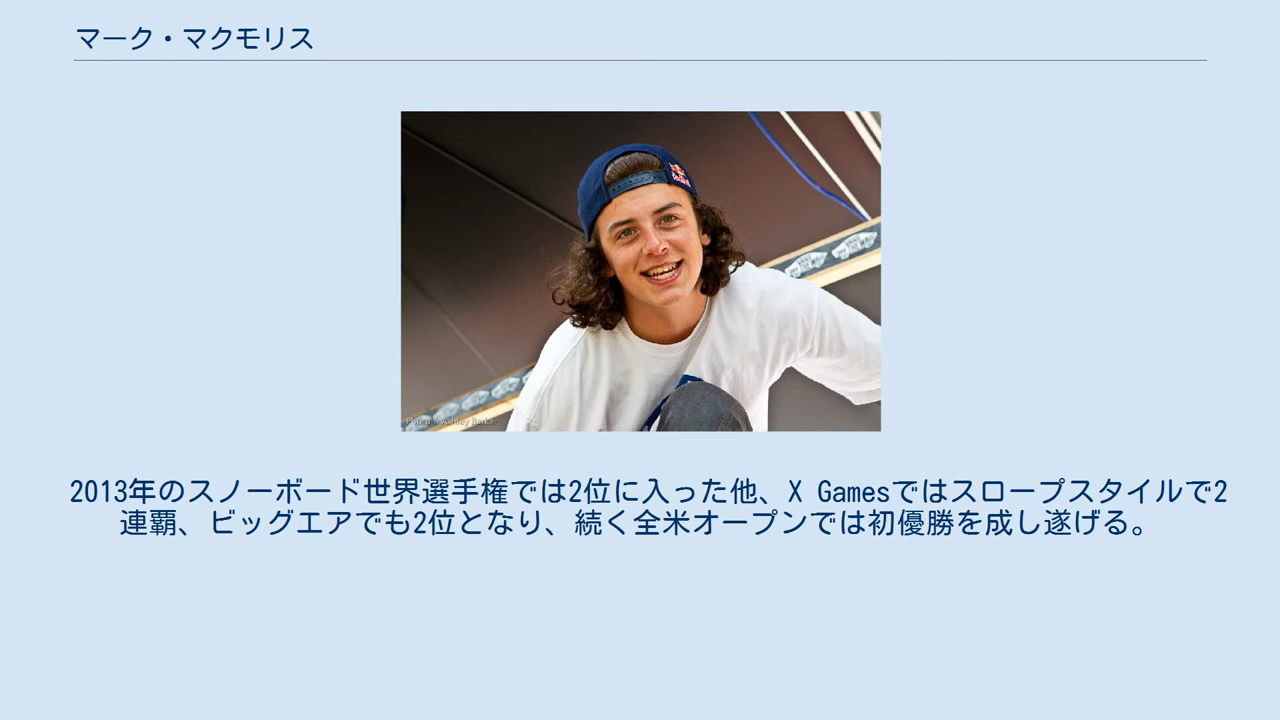 マーク・マクモリス
2013年のスノーボード世界選手権では2位に入った他、X Gamesではスロープスタイルで2
連覇、ビッグエアでも2位となり、続く全米オープンでは初優勝を成し遂げる。